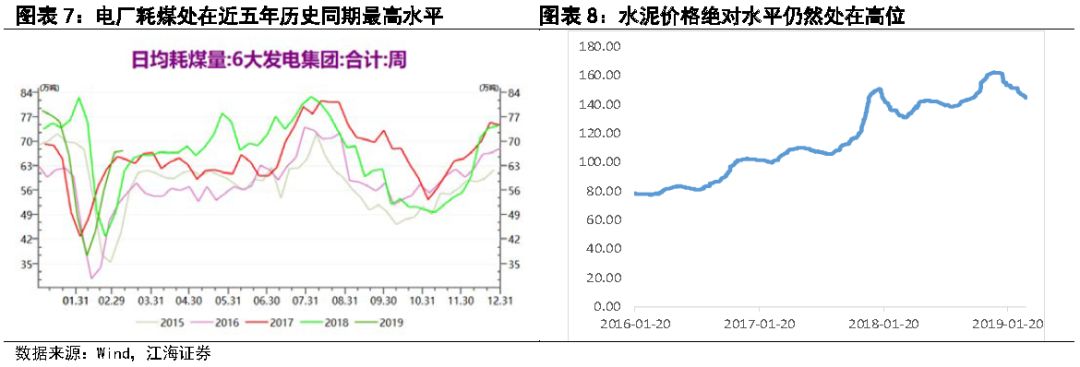 图表 7：电厂耗煤处在近五年历史同期最高水平
日均耗煤量:6大发电集团:合计:周
(万吨)
(万吨)
84
84
77
77
70
70
63
63
56
56
49
49
42
42
35
35
01.31 02.29 03.31 04.30 05.31 06.30 07.31 08.31 09.30 10.31 11.30 12.31
2015 2016 2017 2018 2019
图表 8：水泥价格绝对水平仍然处在高位
180.00
160.00
140.00
120.00
100.00
80.00
60.00
40.00
20.00
0.00
2016-01-20 2017-01-20 2018-01-20 2019-01-20
数据来源：Wind，江海证券